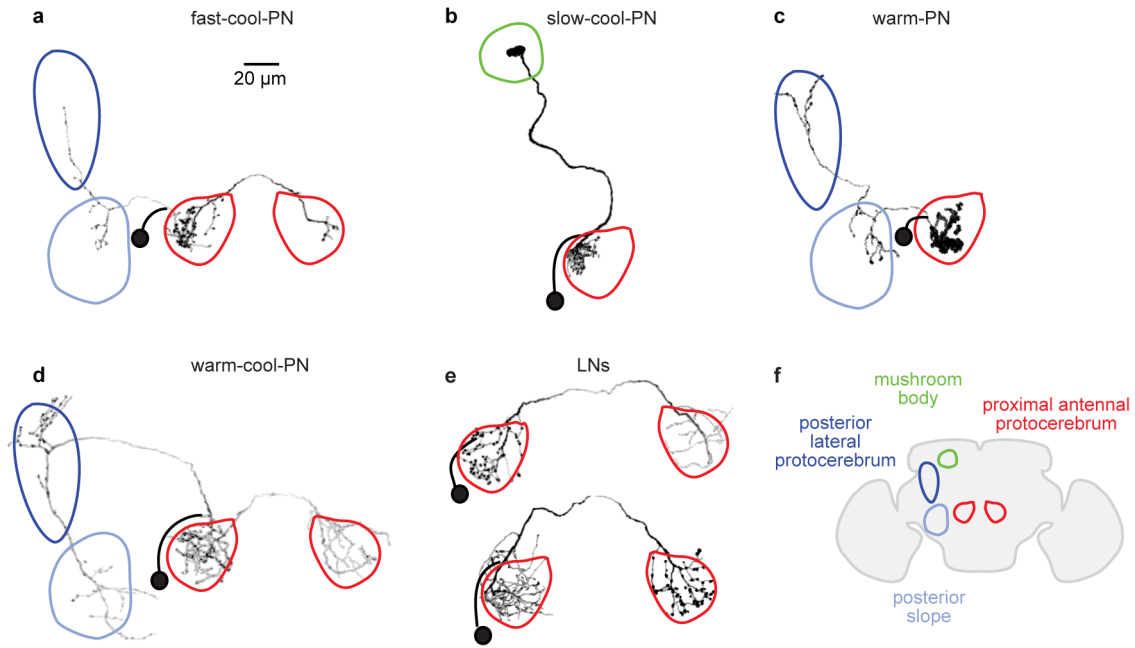 a
fast-cool-PN
20 µm
b
slow-cool-PN
c
warm-PN
d
warm-cool-PN
e
LNs
f
mushroom
body
posterior
lateral
protocerebrum
proximal antennal
protocerebrum
posterior
slope